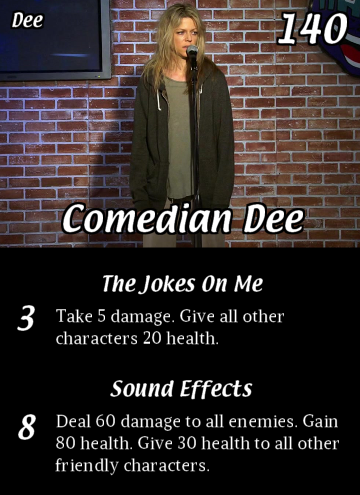 Dee
140
Comedian Dee
The Jokes On Me
3
Take 5 damage. Give all other
characters 20 health.
Sound Effects
8
Deal 60 damage to all enemies. Gain
80 health. Give 30 health to all other
friendly characters.